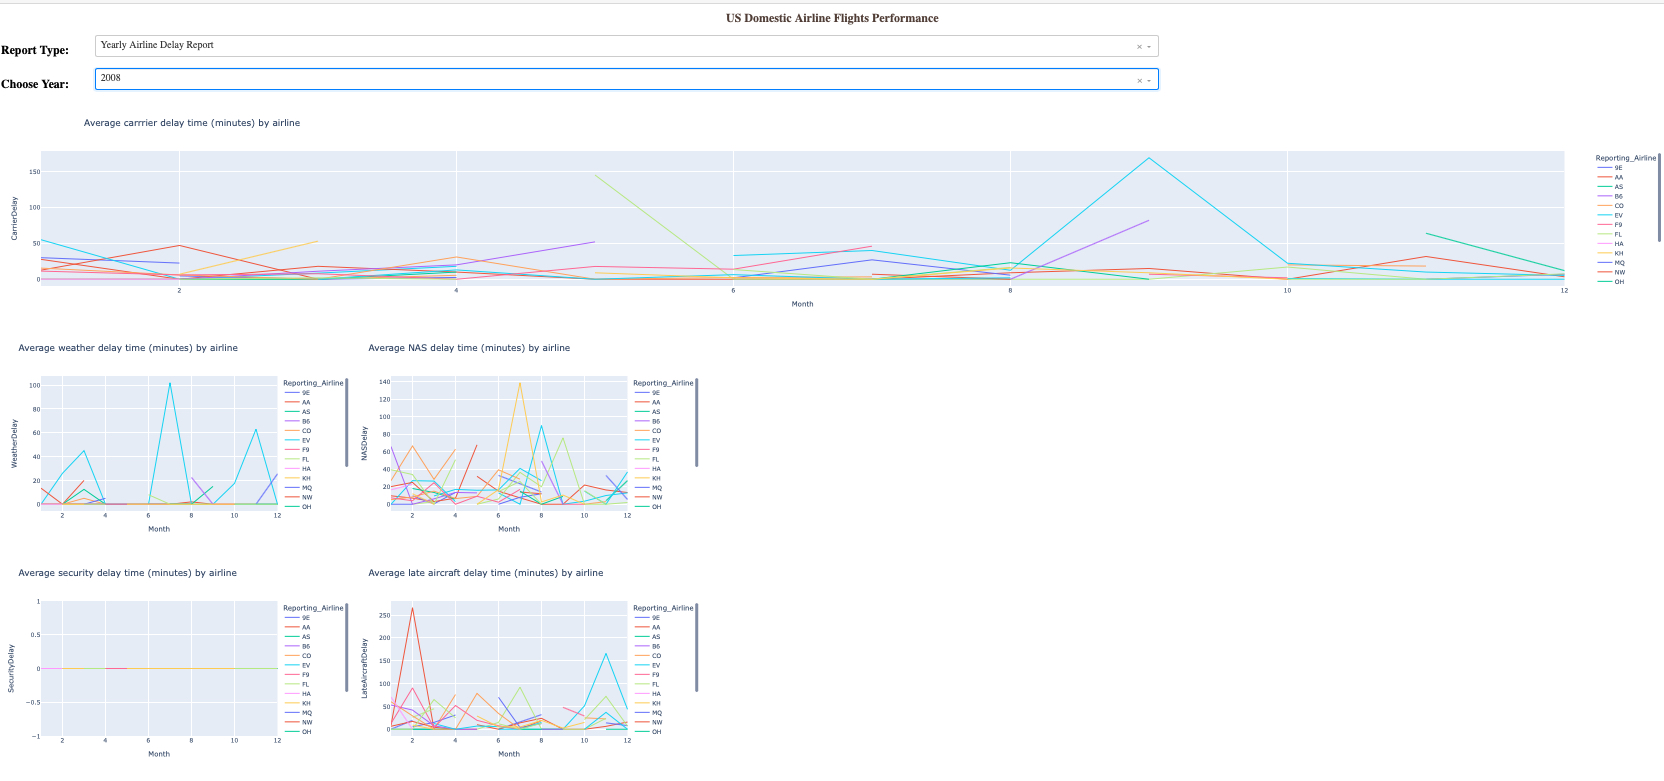 US Domestic Airline Flights Performance
Report Type:
Yearly Airline Delay Report
× 
Choose Year:
2008
× 
Average carrrier delay time (minutes) by airline
CarrierDelay
150
100
50
0
2
4
6
8
10
12
Month
Reporting_Airline
9E
AA
AS
B6
CO
EV
F9
FL
HA
KH
MQ
NW
OH
Average weather delay time (minutes) by airline
WeatherDelay
100
80
60
40
20
0
2
4
6
8
10
12
Month
Reporting_Airline
9E
AA
AS
B6
CO
EV
F9
FL
HA
KH
MQ
NW
OH
Average NAS delay time (minutes) by airline
NASDelay
140
120
100
80
60
40
20
0
2
4
6
8
10
12
Month
Reporting_Airline
9E
AA
AS
B6
CO
EV
F9
FL
HA
KH
MQ
NW
OH
Average security delay time (minutes) by airline
SecurityDelay
1
0.5
0
−0.5
−1
2
4
6
8
10
12
Month
Reporting_Airline
9E
AA
AS
B6
CO
EV
F9
FL
HA
KH
MQ
NW
OH
Average late aircraft delay time (minutes) by airline
LateAircraftDelay
250
200
150
100
50
0
2
4
6
8
10
12
Month
Reporting_Airline
9E
AA
AS
B6
CO
EV
F9
FL
HA
KH
MQ
NW
OH